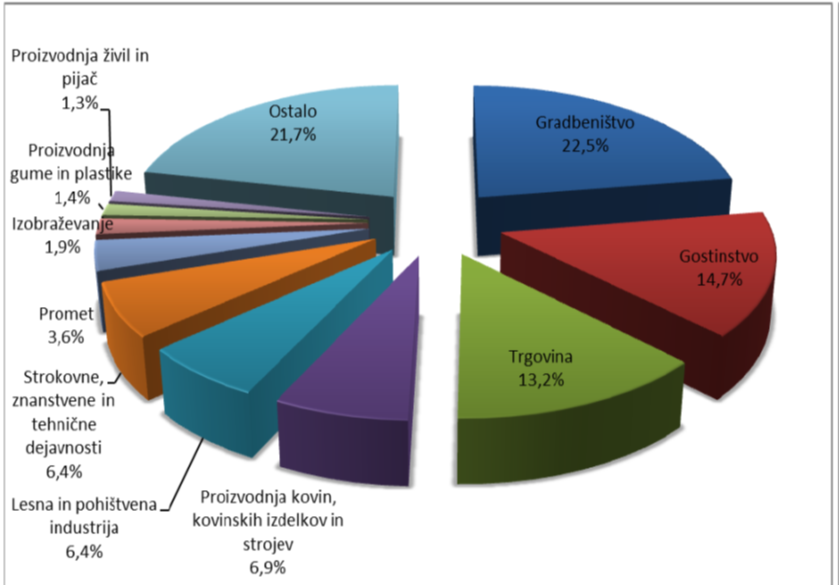 Proizvodnja živil in
pijač
1,3%
Proizvodnja
gume in plastike
1,4%
Izobraževanje
1,9%
Promet
3,6%
Strokovne,
znanstvene in
tehnične
dejavnosti
6,4%
Lesna in pohištvena
industrija
6,4%
Proizvodnja kovin,
kovinskih izdelkov in
strojev
6,9%
Trgovina
13,2%
Gostinstvo
14,7%
Gradbeništvo
22,5%
Ostalo
21,7%